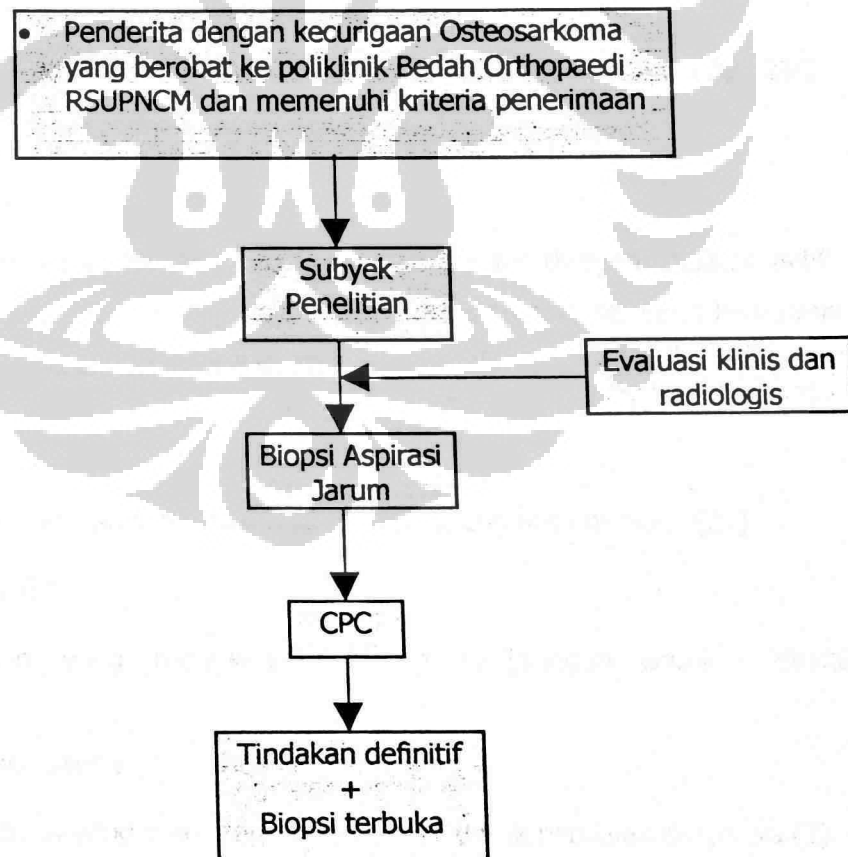 • Penderita dengan kecurigaan Osteosarkoma
yang berobat ke poliklinik Bedah Orthopaedi
RSUPNCM dan memenuhi kriteria penerimaan
Subyek
Penelitian
Evaluasi klinis dan
radiologis
Biopsi Aspirasi
Jarum
CPC
Tindakan definitif
+
Biopsi terbuka